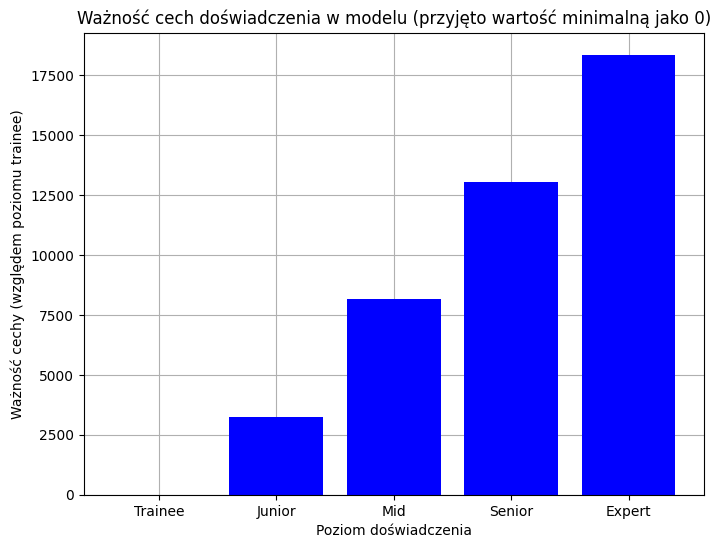 Ważność cech doświadczenia w modelu (przyjęto wartość minimalną jako 0)
Ważność cechy (względem poziomu trainee)
17500
15000
12500
10000
7500
5000
2500
0
Trainee Junior Mid Senior Expert
Poziom doświadczenia